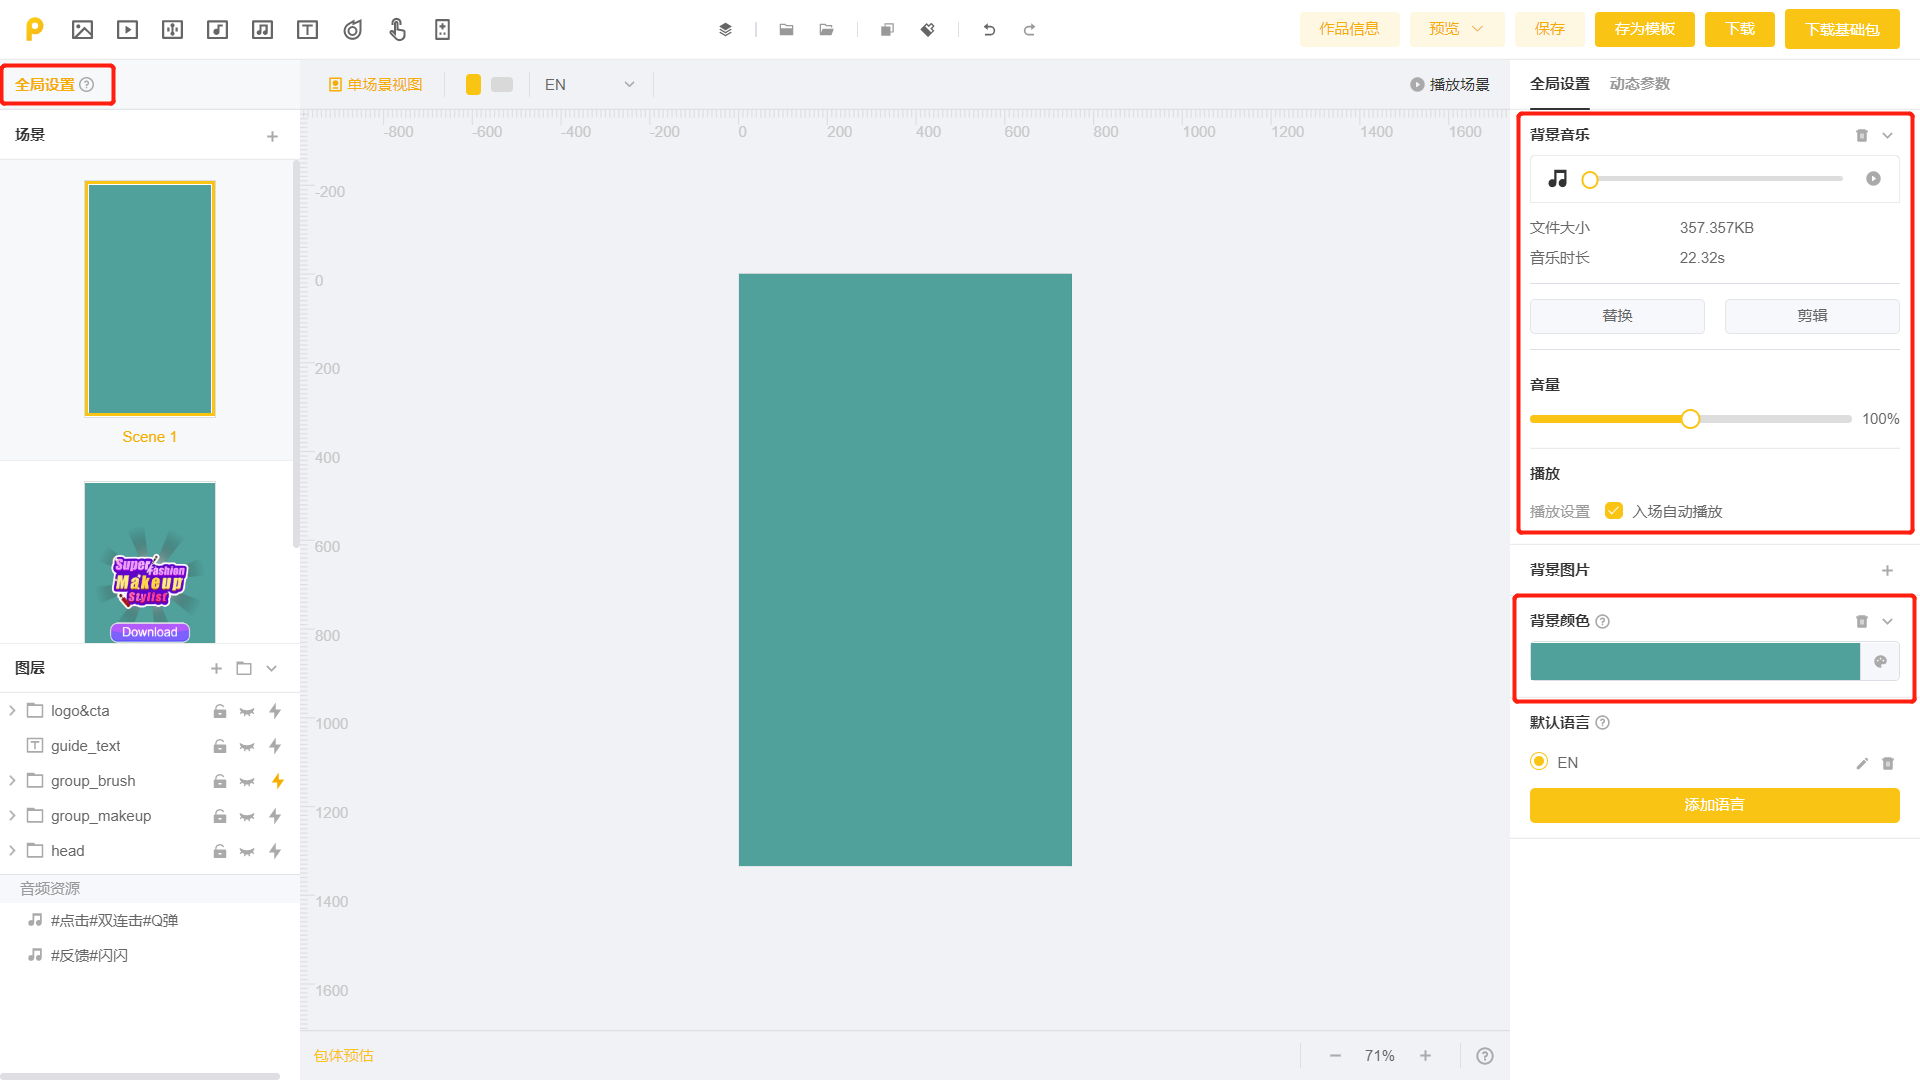 作品信息
预览
保存
存为模板
下载
下载基础包
全局设置
单场景视图
EN
播放场景
全局设置
动态参数
场景
-800
-600
-400
-200
0
200
400
600
800
1000
1200
1400
1600
-200
0
200
400
600
800
1000
1200
1400
1600
Scene 1
Super
Fashion
Makeup
Stylist
Download
图层
logo&cta
guide_text
group_brush
group_makeup
head
音频资源
#点击#双连击#Q弹
#反馈#闪闪
包体预估
71%
背景音乐
文件大小 357.357KB
音乐时长 22.32s
替换
剪辑
音量
100%
播放
播放设置 入场自动播放
背景图片
背景颜色
默认语言
EN
添加语言